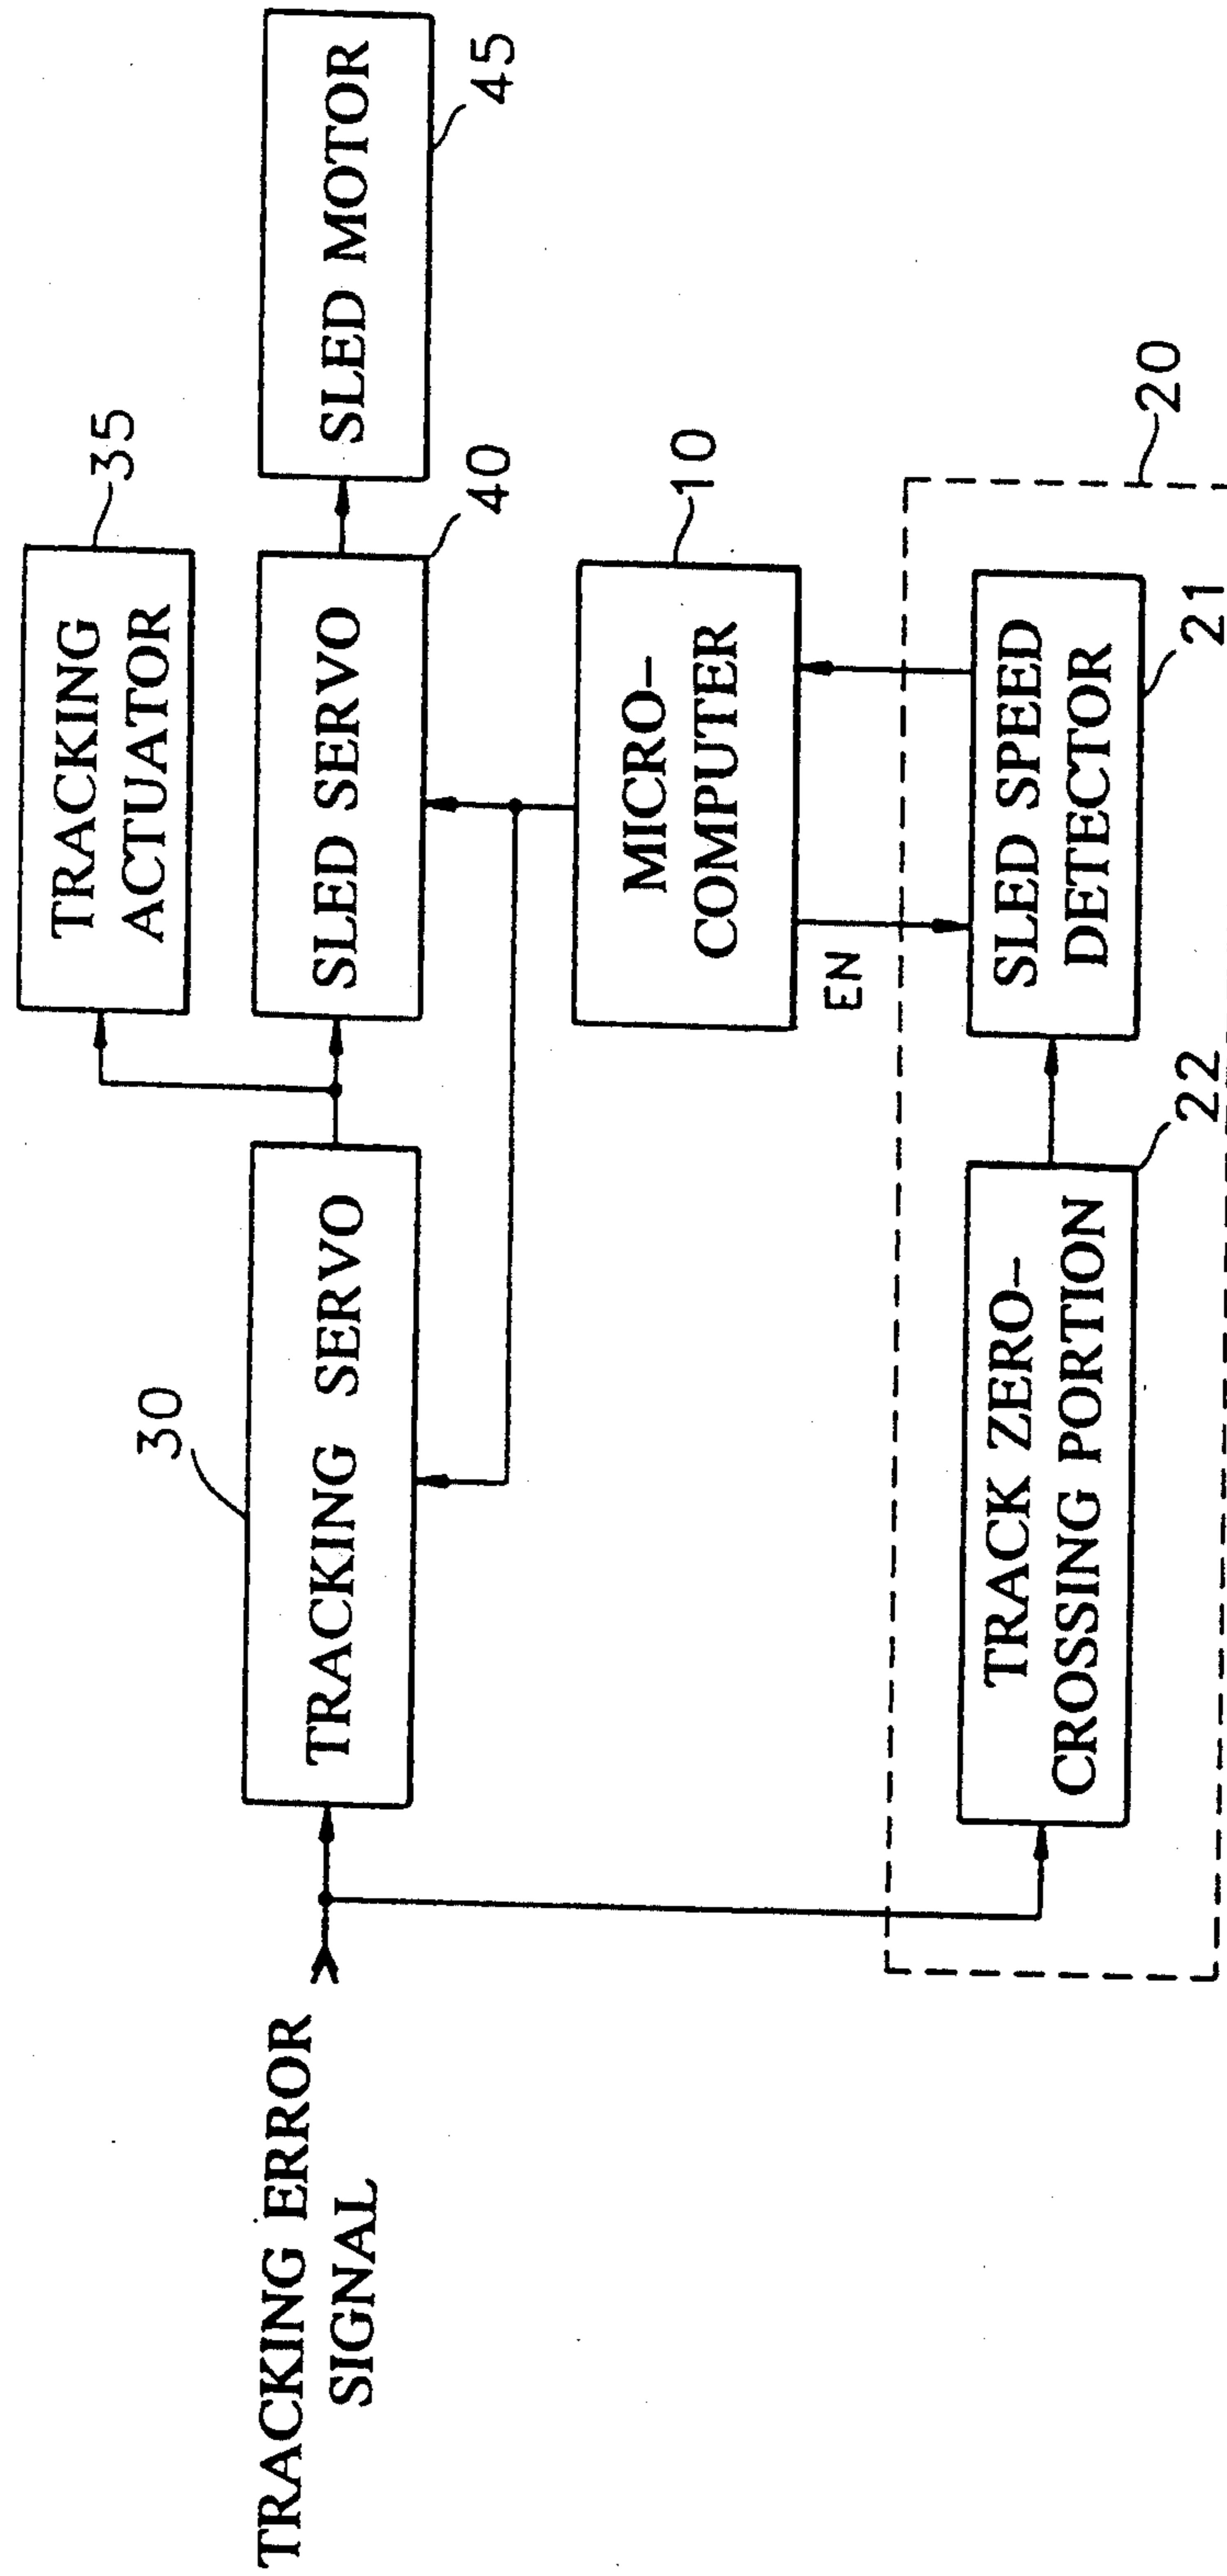 TRACKING
ACTUATOR
35
30
TRACKING SERVO
SLED SERVO
40
SLED MOTOR
45
TRACKING ERROR
SIGNAL
MICRO-
COMPUTER
10
EN
20
TRACK ZERO-
CROSSING PORTION
22
SLED SPEED
DETECTOR
21